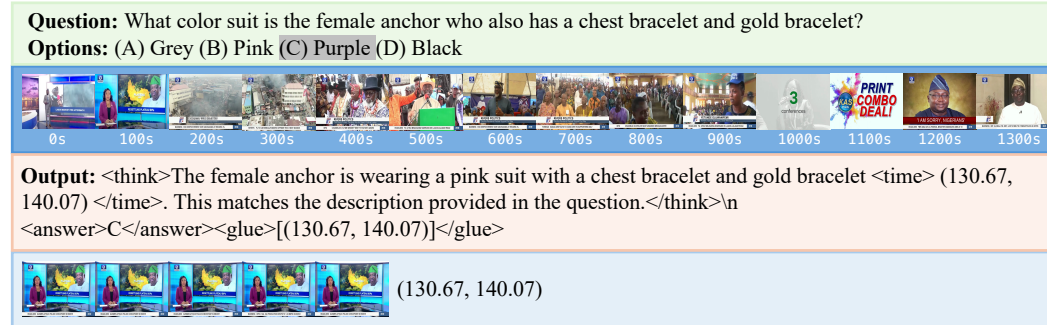 Question: What color suit is the female anchor who also has a chest bracelet and gold bracelet?
Options: (A) Grey (B) Pink (C) Purple (D) Black
3
conferences
KAS
PRINT
COMBO
DEAL!
'I AM SORRY, NIGERIANS'
0s 100s 200s 300s 400s 500s 600s 700s 800s 900s 1000s 1100s 1200s 1300s
Output: <think>The female anchor is wearing a pink suit with a chest bracelet and gold bracelet <time> (130.67,
140.07) </time>. This matches the description provided in the question.</think>\n
<answer>C</answer><glue>[(130.67, 140.07)]</glue>
(130.67, 140.07)